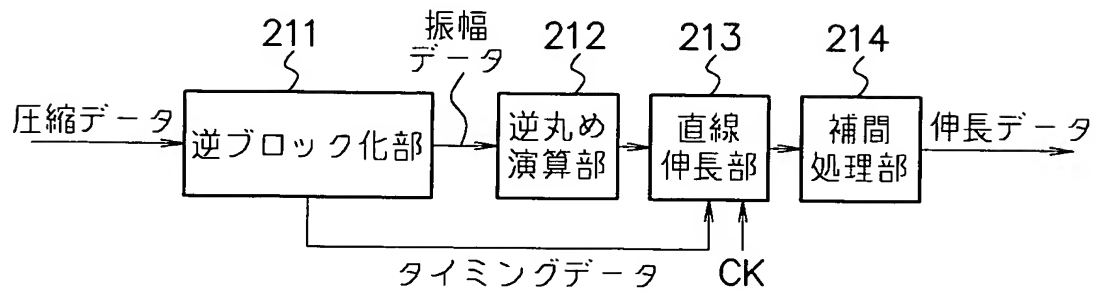 211
振幅
データ
212
213
214
圧縮データ
逆ブロック化部
逆丸め
演算部
直線
伸長部
補間
処理部
伸長データ
タイミングデータ
CK